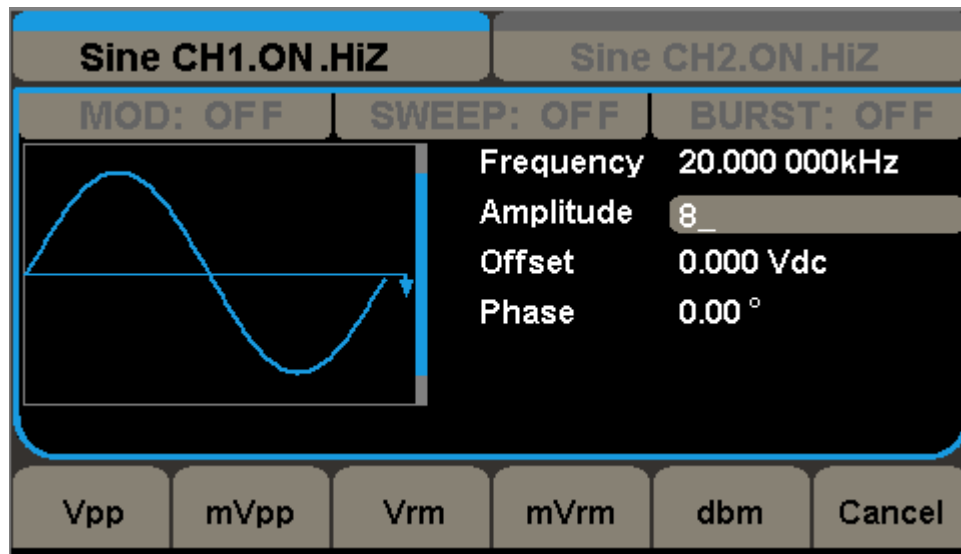 Sine CH1.ON.HiZ Sine CH2.ON.HiZ
MOD: OFF SWEEP: OFF BURST: OFF
Frequency 20.000 000kHz
Amplitude 8_
Offset 0.000 Vdc
Phase 0.00 °
Vpp mVpp Vrm mVrm dbm Cancel